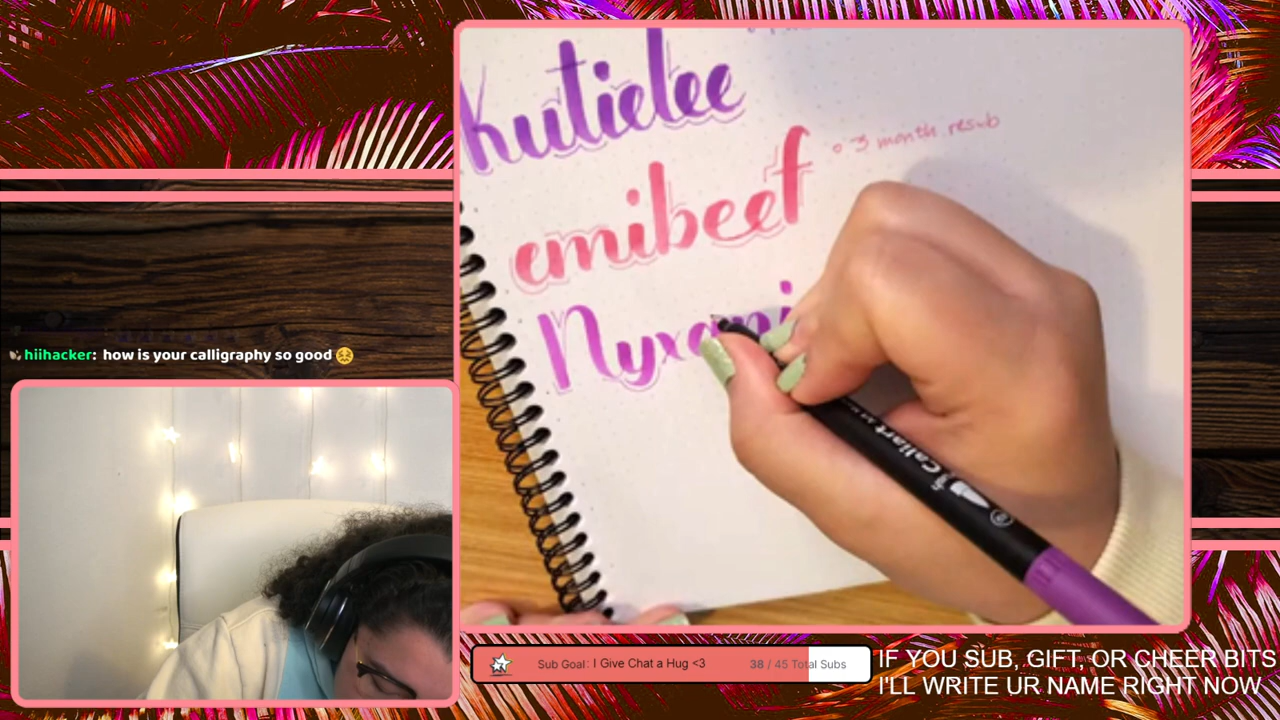 Kutielee
emibeef
o 3 month resub
hiihacker: how is your calligraphy so good 😣
Caliart
Sub Goal: I Give Chat a Hug <3 38 / 45 Total Subs
IF YOU SUB, GIFT, OR CHEER BITS
I'LL WRITE UR NAME RIGHT NOW